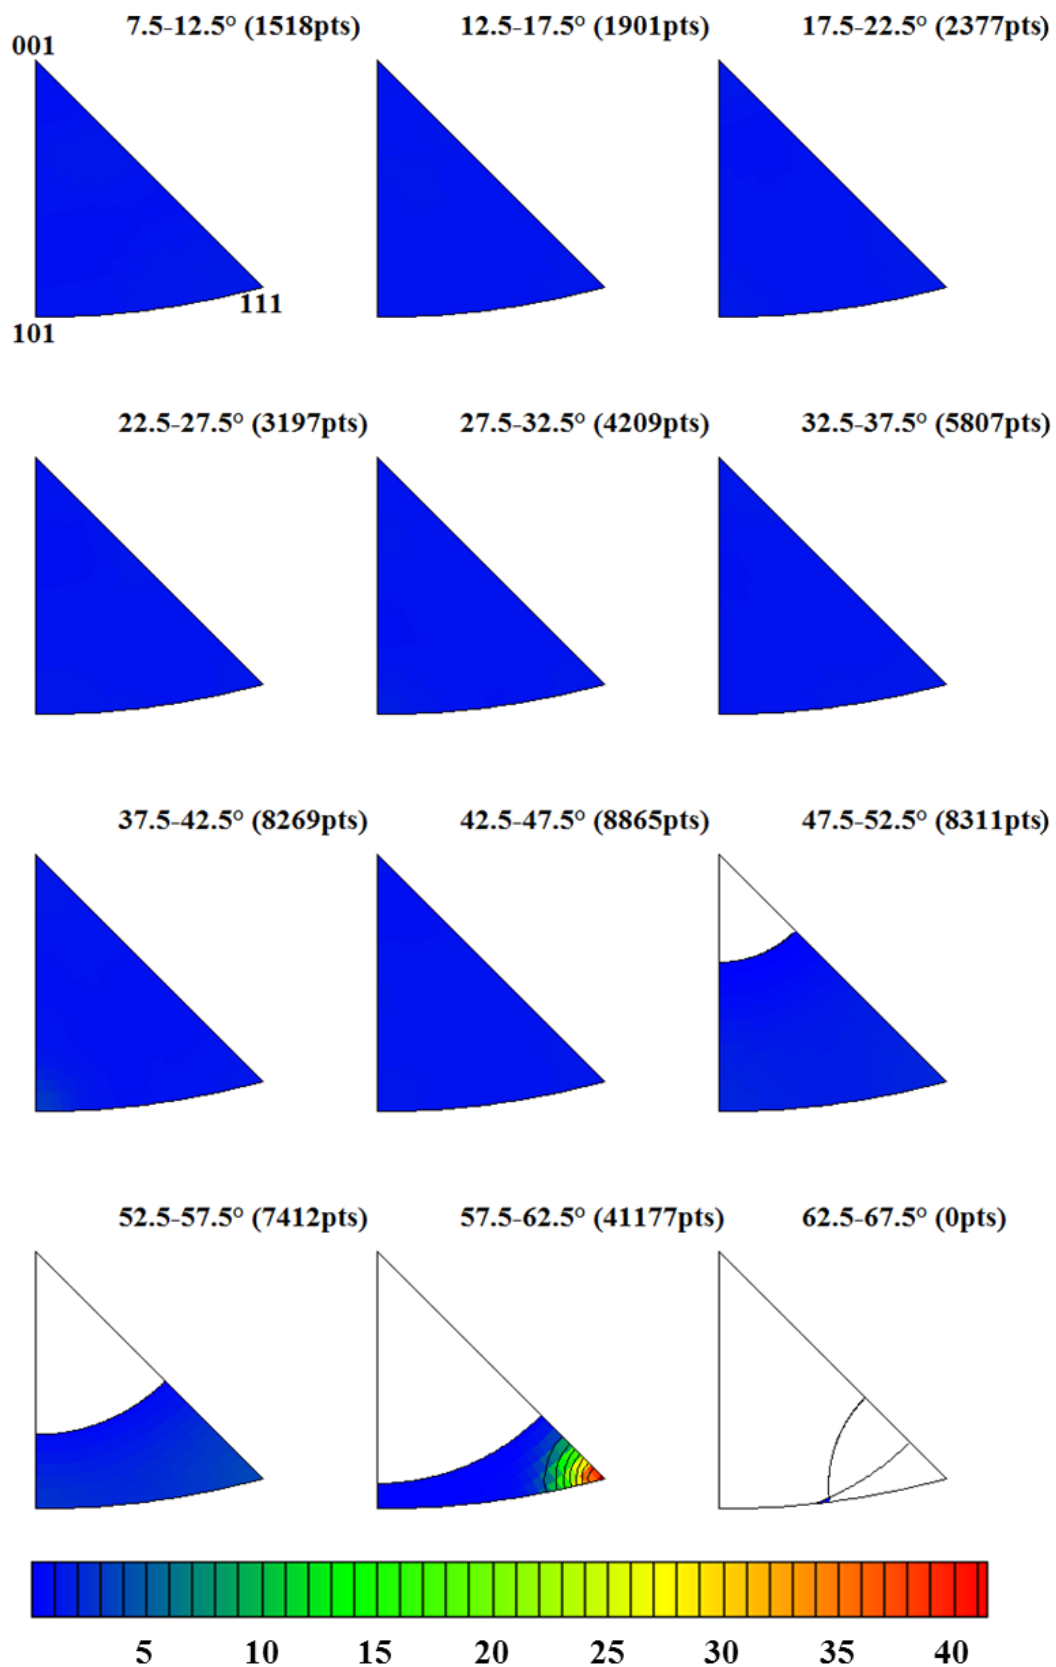 7.5-12.5° (1518pts) 12.5-17.5° (1901pts) 17.5-22.5° (2377pts)
001
111
101
22.5-27.5° (3197pts) 27.5-32.5° (4209pts) 32.5-37.5° (5807pts)
37.5-42.5° (8269pts) 42.5-47.5° (8865pts) 47.5-52.5° (8311pts)
52.5-57.5° (7412pts) 57.5-62.5° (41177pts) 62.5-67.5° (0pts)
5 10 15 20 25 30 35 40